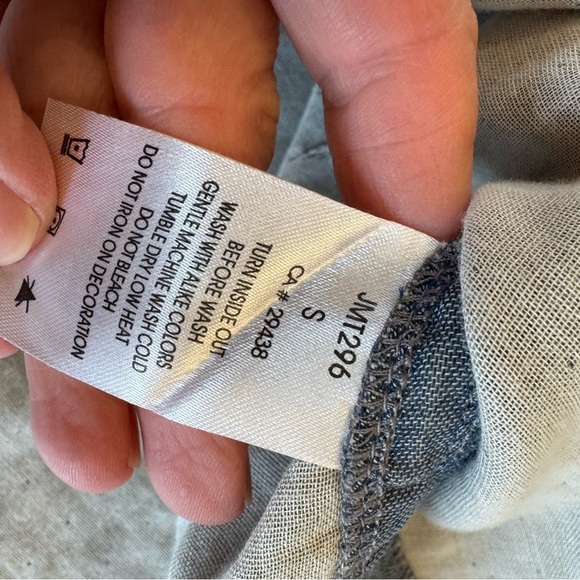 JMT296
S
CA# 29438
TURN INSIDE OUT
BEFORE WASH
WASH WITH ALIKE COLORS
GENTLE MACHINE WASH COLD
TUMBLE DRY LOW HEAT
DO NOT BLEACH
DO NOT IRON ON DECORATION